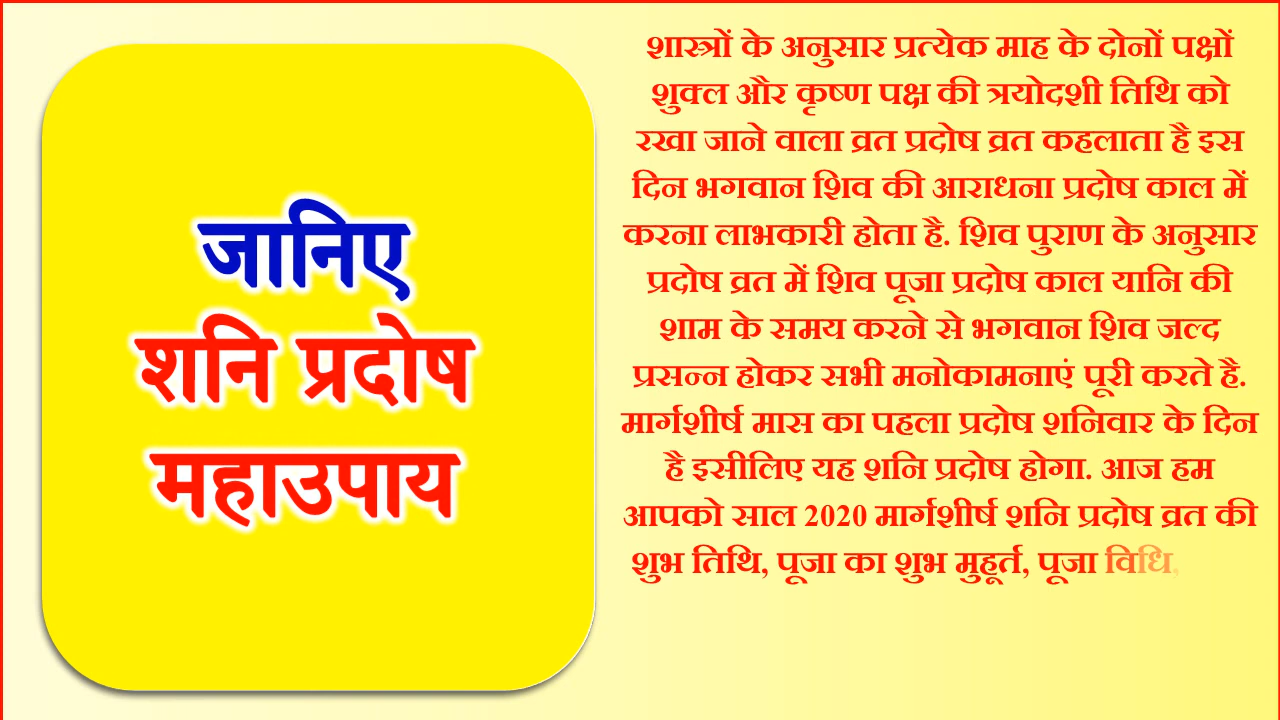 जानिए
शनि प्रदोष
महाउपाय
शास्त्रों के अनुसार प्रत्येक माह के दोनों पक्षों
शुक्ल और कृष्ण पक्ष की त्रयोदशी तिथि को
रखा जाने वाला व्रत प्रदोष व्रत कहलाता है इस
दिन भगवान शिव की आराधना प्रदोष काल में
करना लाभकारी होता है. शिव पुराण के अनुसार
प्रदोष व्रत में शिव पूजा प्रदोष काल यानि की
शाम के समय करने से भगवान शिव जल्द
प्रसन्न होकर सभी मनोकामनाएं पूरी करते है.
मार्गशीर्ष मास का पहला प्रदोष शनिवार के दिन
है इसीलिए यह शनि प्रदोष होगा. आज हम
आपको साल 2020 मार्गशीर्ष शनि प्रदोष व्रत की
शुभ तिथि, पूजा का शुभ मुहूर्त, पूजा विधि,